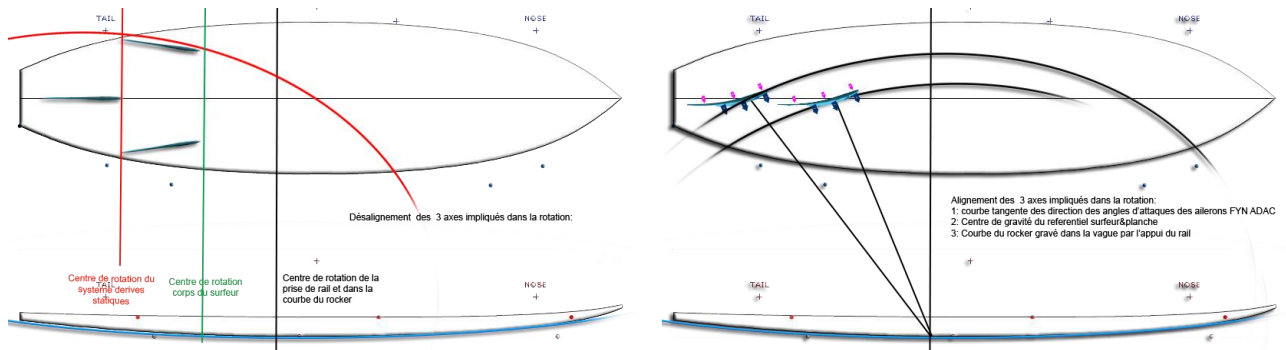 TAIL
NOSE
Désalignement des 3 axes impliqués dans la rotation:
Centre de rotation du
système derives
statiques
Centre de rotation
corps du surfeur
Centre de rotation de la
prise de rail et dans la
courbe du rocker
TAIL
NOSE
TAIL
NOSE
Alignement des 3 axes impliqués dans la rotation:
1: courbe tangente des direction des angles d'attaques des ailerons FYN ADAC
2: Centre de gravité du referentiel surfeur&planche
3: Courbe du rocker gravé dans la vague par l'appui du rail
TAIL
NOSE